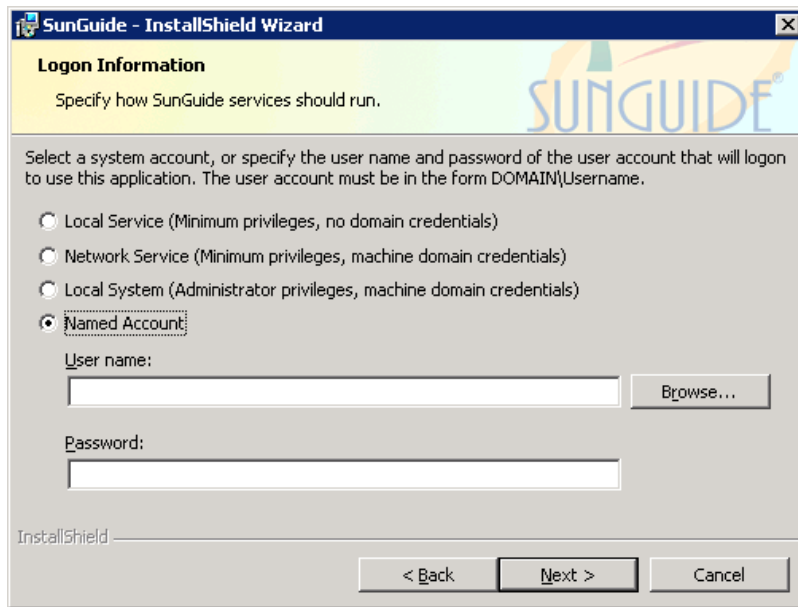 SunGuide - InstallShield Wizard
Logon Information
Specify how SunGuide services should run.
SUNGUIDE®
Select a system account, or specify the user name and password of the user account that will logon
to use this application. The user account must be in the form DOMAIN\Username.
Local Service (Minimum privileges, no domain credentials)
Network Service (Minimum privileges, machine domain credentials)
Local System (Administrator privileges, machine domain credentials)
Named Account
User name:
Browse...
Password:
InstallShield
< Back Next > Cancel